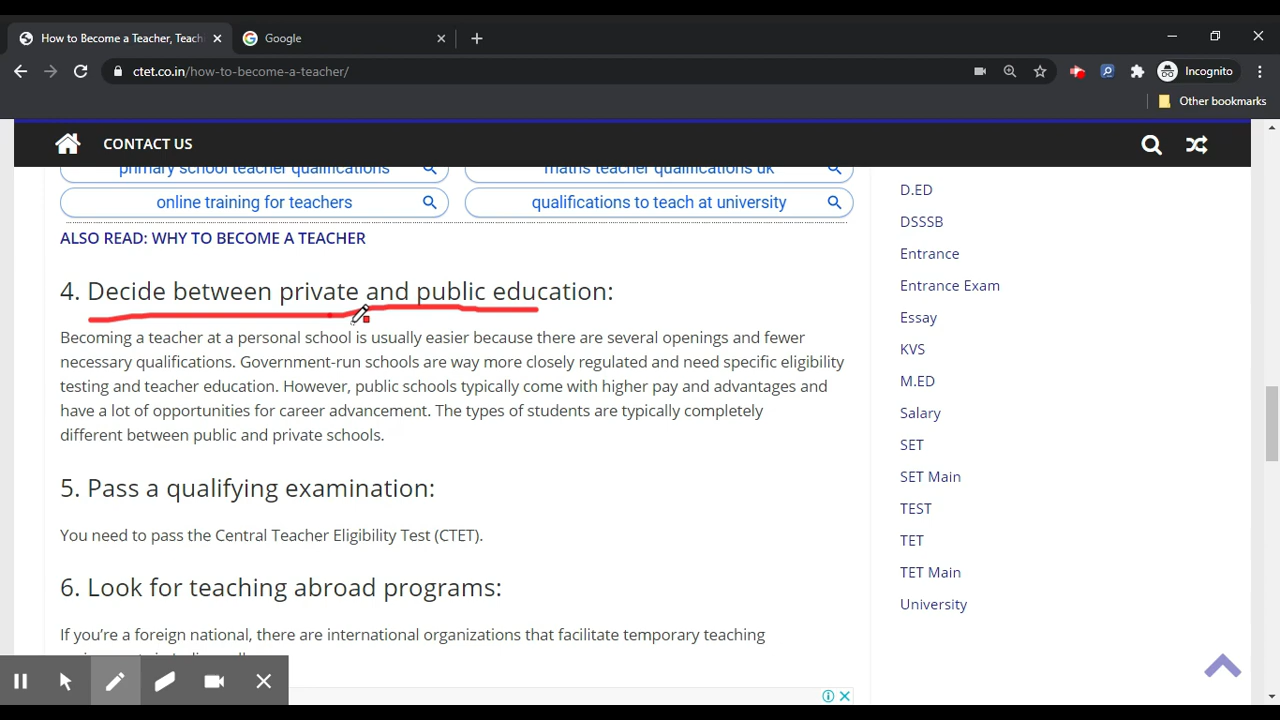 How to Become a Teacher, Teach
Google
ctet.co.in/how-to-become-a-teacher/
Incognito
Other bookmarks
CONTACT US
primary school teacher qualifications
maths teacher qualifications uk
online training for teachers
qualifications to teach at university
ALSO READ: WHY TO BECOME A TEACHER
4. Decide between private and public education:
Becoming a teacher at a personal school is usually easier because there are several openings and fewer
necessary qualifications. Government-run schools are way more closely regulated and need specific eligibility
testing and teacher education. However, public schools typically come with higher pay and advantages and
have a lot of opportunities for career advancement. The types of students are typically completely
different between public and private schools.
5. Pass a qualifying examination:
You need to pass the Central Teacher Eligibility Test (CTET).
6. Look for teaching abroad programs:
If you’re a foreign national, there are international organizations that facilitate temporary teaching
D.ED
DSSSB
Entrance
Entrance Exam
Essay
KVS
M.ED
Salary
SET
SET Main
TEST
TET
TET Main
University